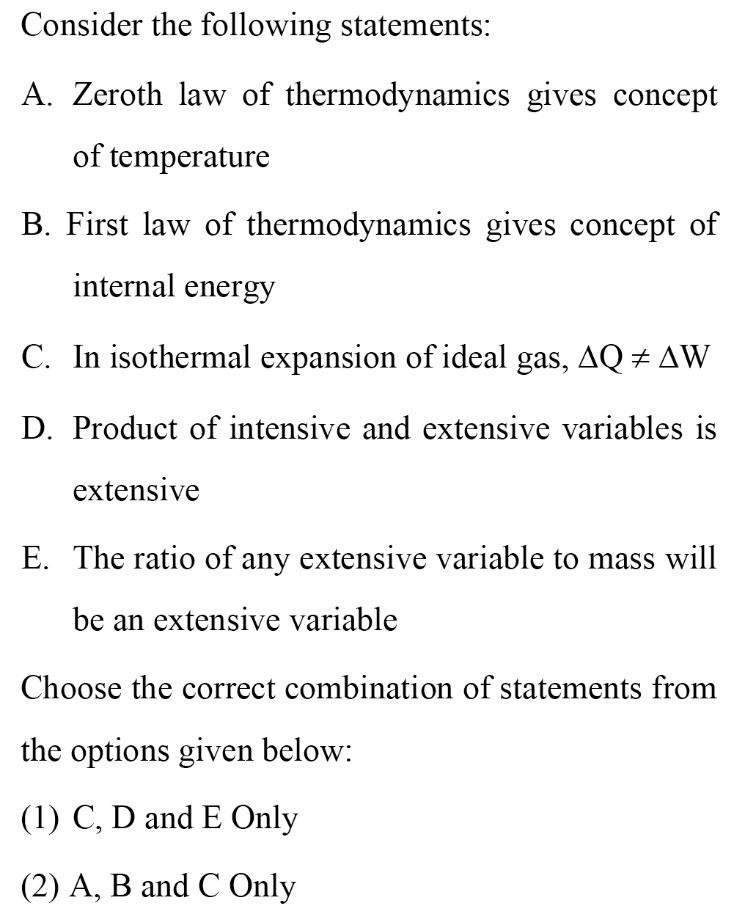 Consider the following statements:
A. Zeroth law of thermodynamics gives concept
of temperature
B. First law of thermodynamics gives concept of
internal energy
C. In isothermal expansion of ideal gas, ΔQ ≠ ΔW
D. Product of intensive and extensive variables is
extensive
E. The ratio of any extensive variable to mass will
be an extensive variable
Choose the correct combination of statements from
the options given below:
(1) C, D and E Only
(2) A, B and C Only